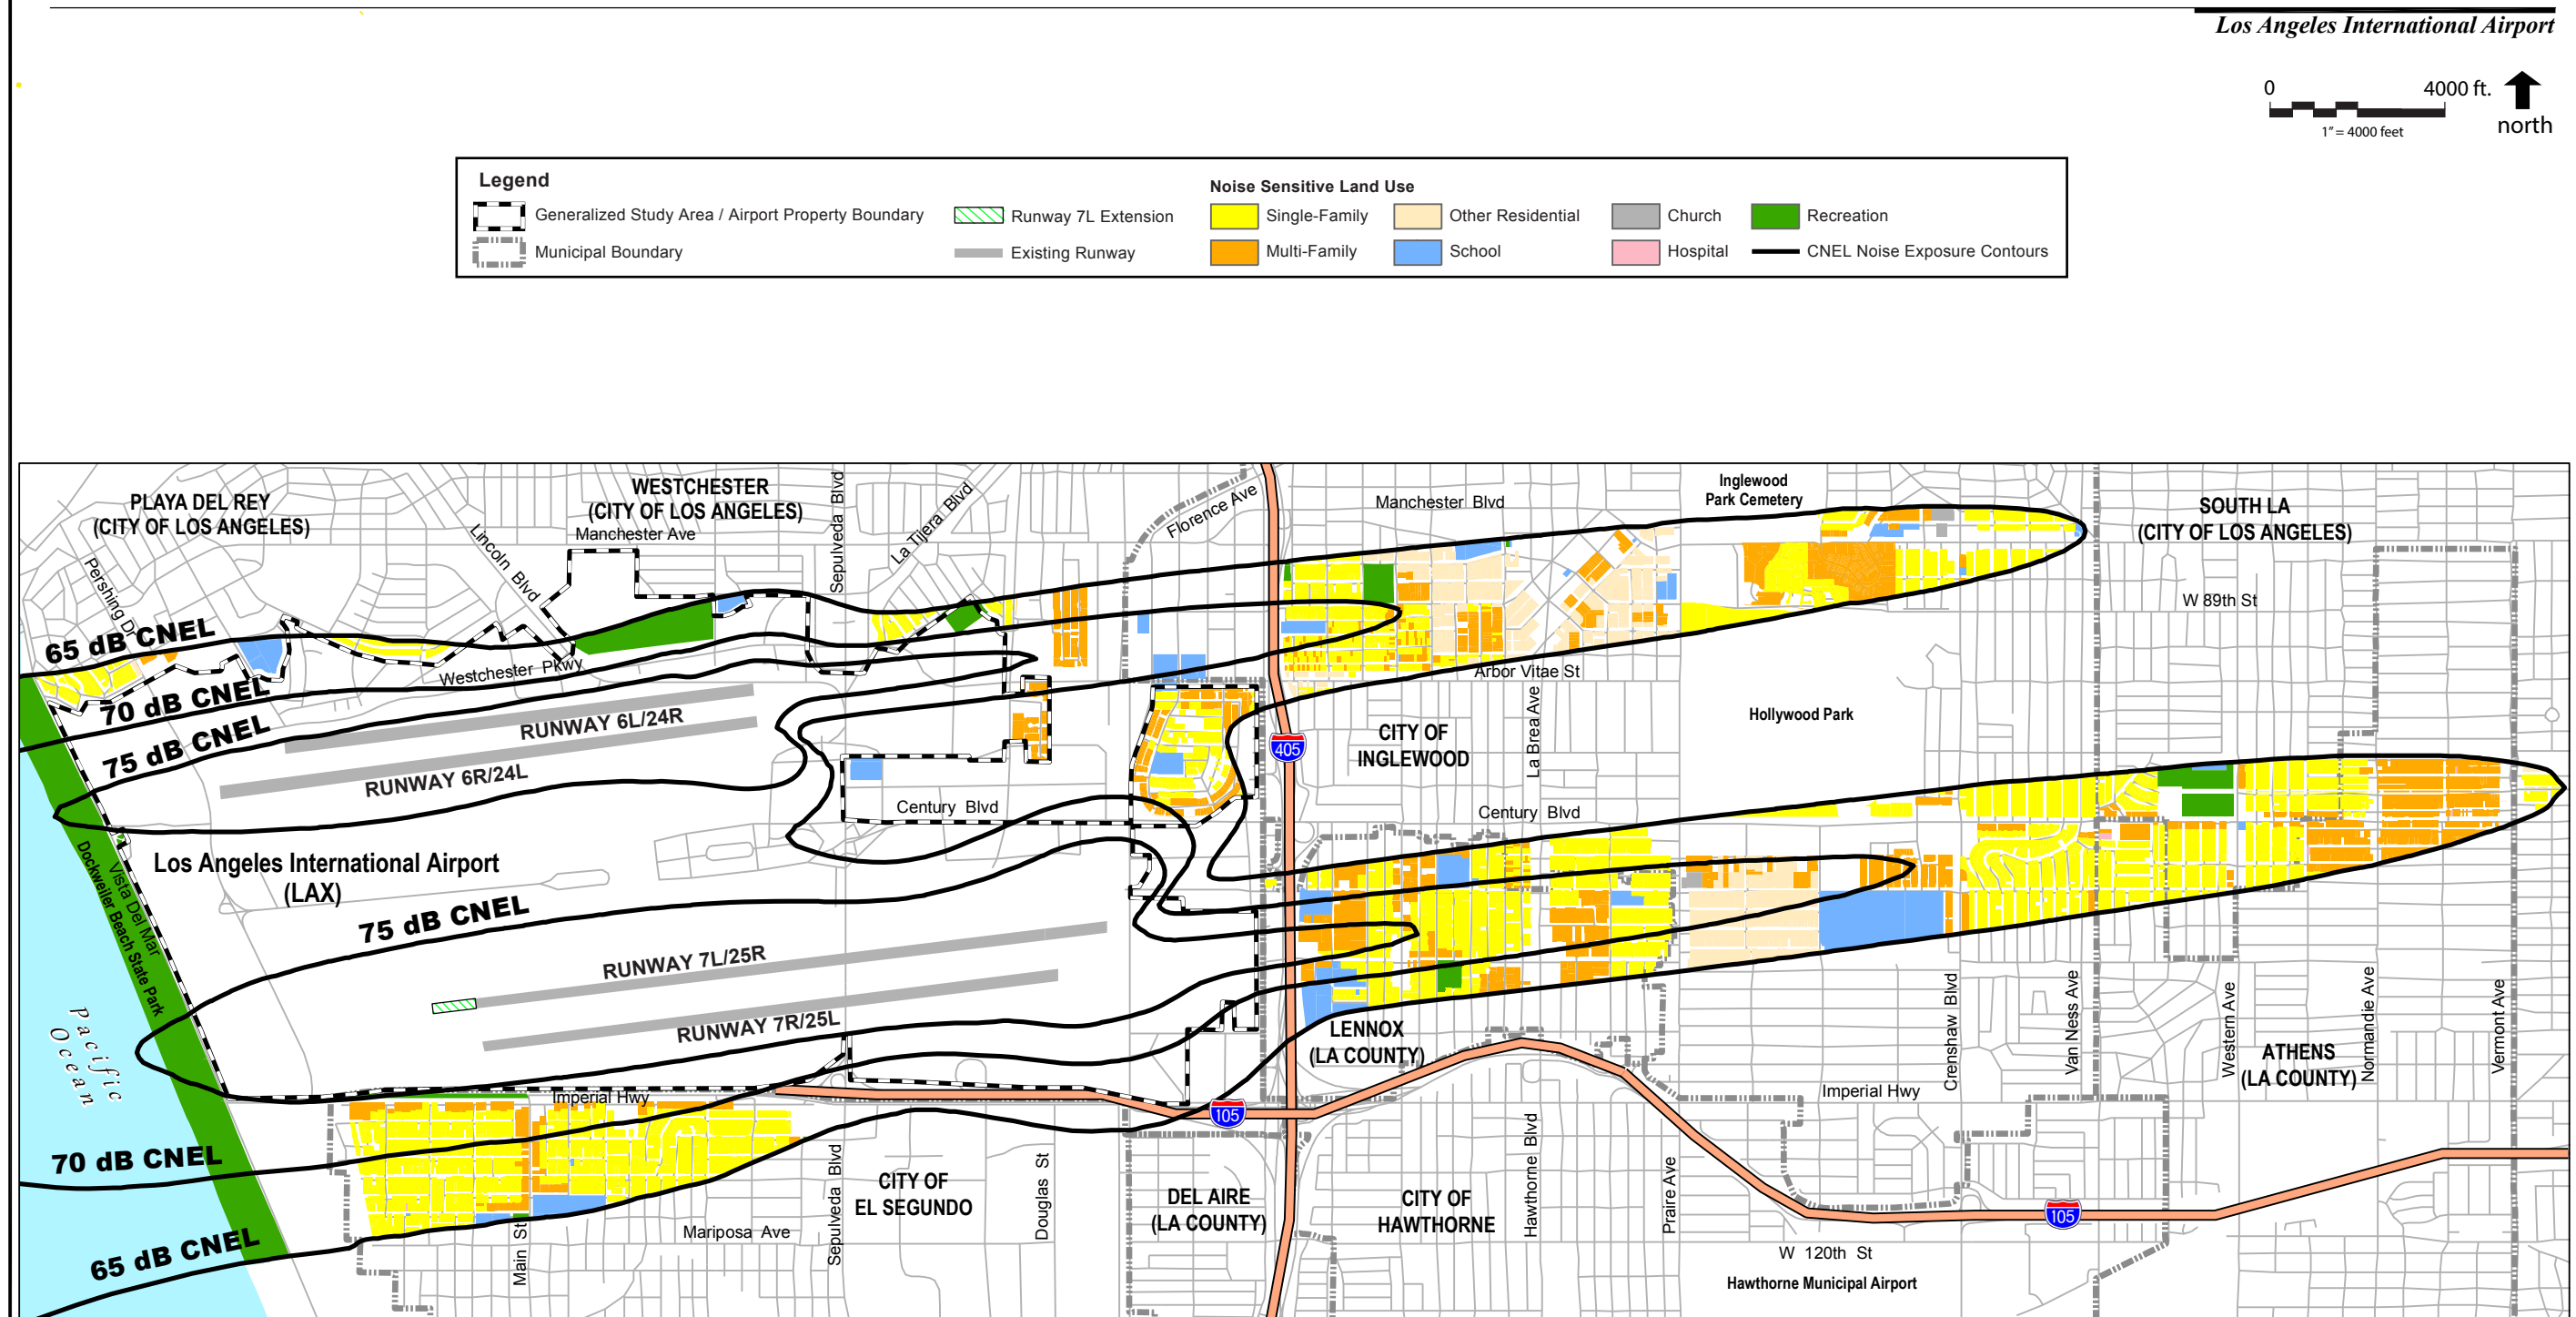 Los Angeles International Airport
0 4000 ft.
1" = 4000 feet
north
Legend
Generalized Study Area / Airport Property Boundary
Municipal Boundary
Runway 7L Extension
Existing Runway
Noise Sensitive Land Use
Single-Family
Multi-Family
Other Residential
School
Church
Hospital
Recreation
CNEL Noise Exposure Contours
PLAYA DEL REY
(CITY OF LOS ANGELES)
WESTCHESTER
(CITY OF LOS ANGELES)
Manchester Ave
Sepulveda Blvd
La Tijera Blvd
Lincoln Blvd
Pershing Dr
Florence Ave
Manchester Blvd
Inglewood
Park Cemetery
SOUTH LA
(CITY OF LOS ANGELES)
W 89th St
65 dB CNEL
70 dB CNEL
75 dB CNEL
Westchester Pkwy
RUNWAY 6L/24R
RUNWAY 6R/24L
Arbor Vitae St
La Brea Ave
Hollywood Park
CITY OF
INGLEWOOD
405
Century Blvd
Century Blvd
Los Angeles International Airport
(LAX)
Vista Del Mar
Dockweiler Beach State Park
Pacific
Ocean
75 dB CNEL
RUNWAY 7L/25R
RUNWAY 7R/25L
LENNOX
(LA COUNTY)
Crenshaw Blvd
Van Ness Ave
Western Ave
Normandie Ave
Vermont Ave
ATHENS
(LA COUNTY)
Imperial Hwy
Imperial Hwy
105
70 dB CNEL
65 dB CNEL
Main St
Mariposa Ave
Sepulveda Blvd
CITY OF
EL SEGUNDO
Douglas St
DEL AIRE
(LA COUNTY)
CITY OF
HAWTHORNE
Hawthorne Blvd
Prairie Ave
105
W 120th St
Hawthorne Municipal Airport